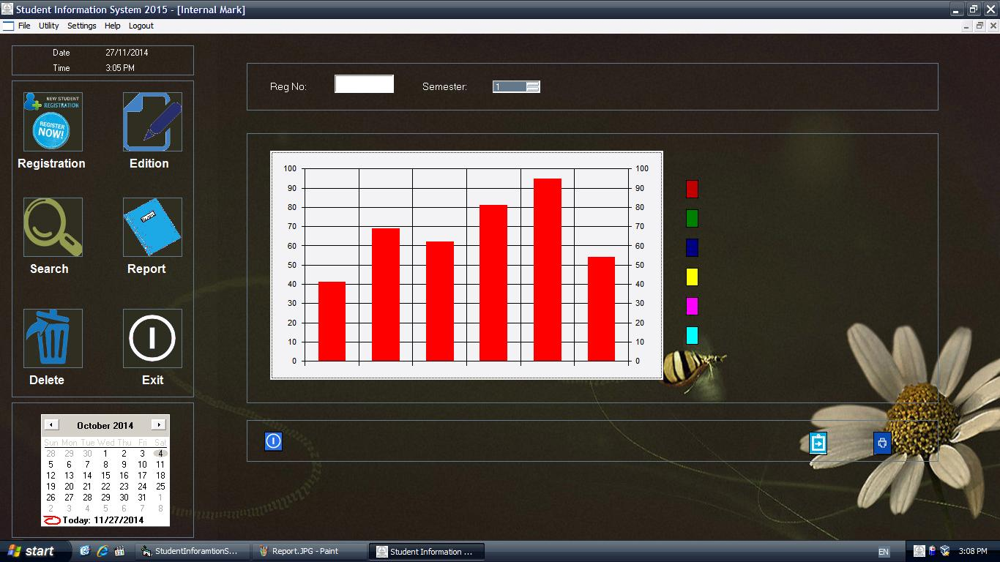 Student Information System 2015 - [Internal Mark]
File Utility Settings Help Logout
Date 27/11/2014
Time 3:05 PM
NEW STUDENT
REGISTRATION
REGISTER
NOW!
Registration
Edition
Search
Report
Delete
Exit
October 2014
Sun Mon Tue Wed Thu Fri Sat
28 29 30 1 2 3 4
5 6 7 8 9 10 11
12 13 14 15 16 17 18
19 20 21 22 23 24 25
26 27 28 29 30 31 1
2 3 4 5 6 7 8
Today: 11/27/2014
Reg No: Semester: 1
100 100
90 90
80 80
70 70
60 60
50 50
40 40
30 30
20 20
10 10
0 0
start StudentInforamtionS... Report.JPG - Paint Student Information ... EN 3:08 PM